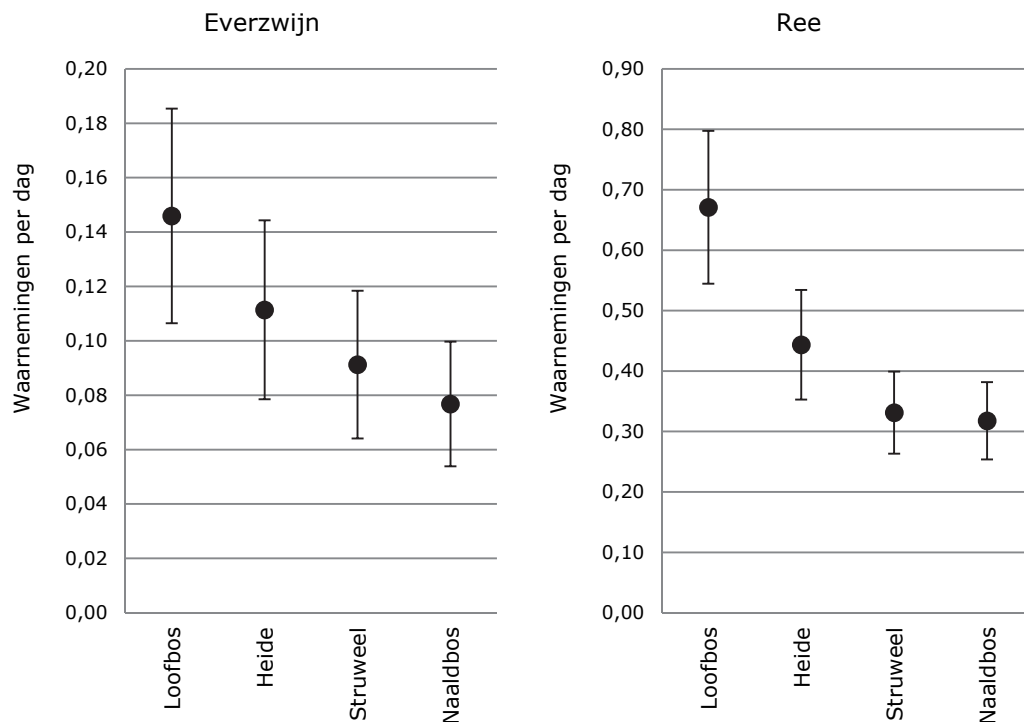 Everzwijn
Waarnemingen per dag
0,20
0,18
0,16
0,14
0,12
0,10
0,08
0,06
0,04
0,02
0,00
Loofbos
Heide
Struweel
Naaldbos
Ree
Waarnemingen per dag
0,90
0,80
0,70
0,60
0,50
0,40
0,30
0,20
0,10
0,00
Loofbos
Heide
Struweel
Naaldbos